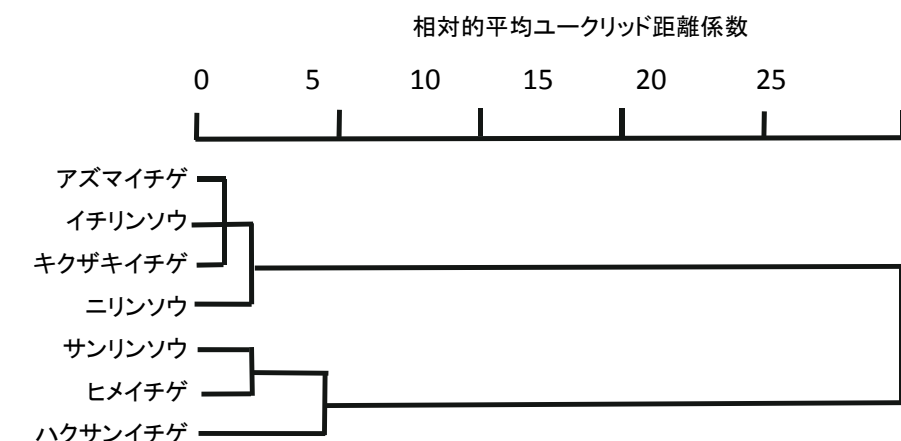 相対的平均ユークリッド距離係数
0 5 10 15 20 25
アズマイチゲ
イチリンソウ
キクザキイチゲ
ニリンソウ
サンリンソウ
ヒメイチゲ
ハクサンイチゲ